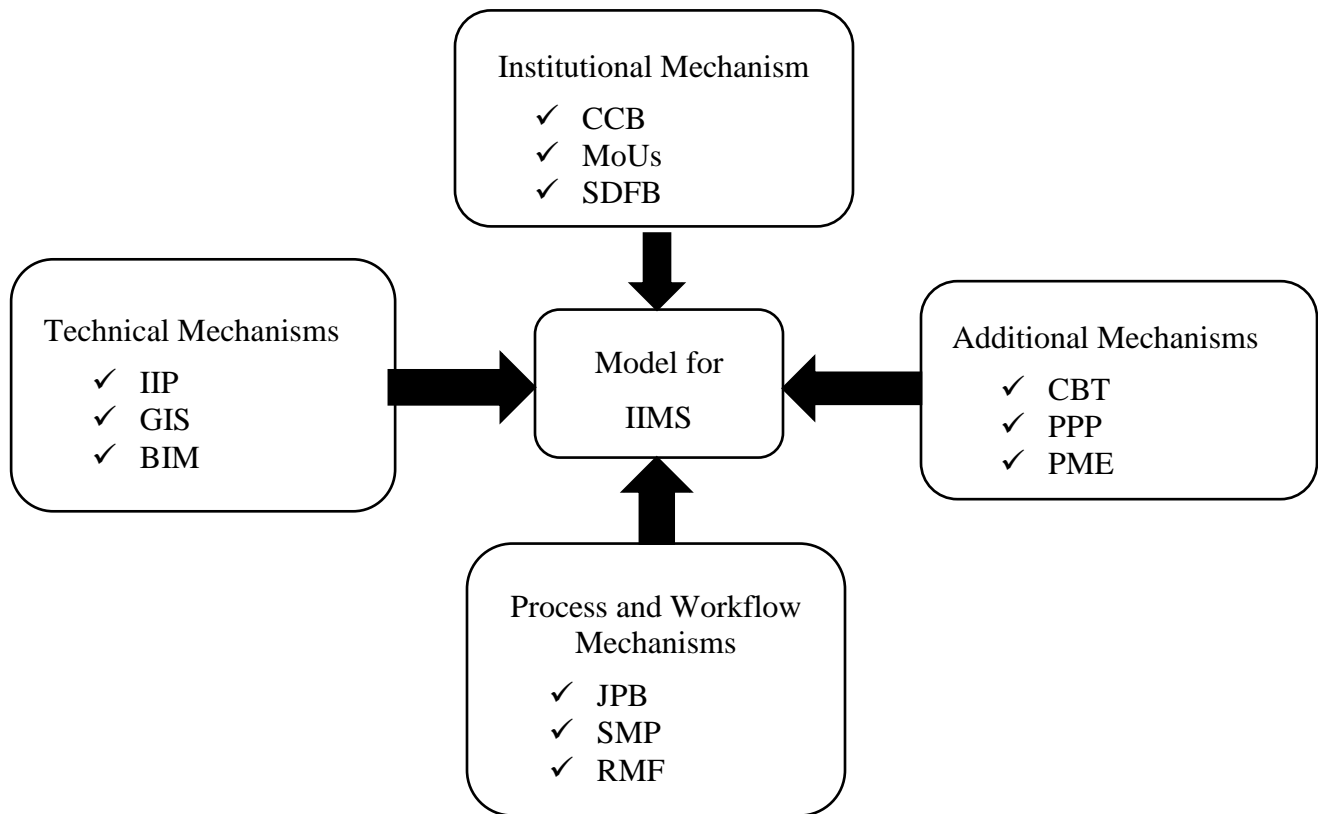 Institutional Mechanism
✓ CCB
✓ MoUs
✓ SDFB
Technical Mechanisms
✓ IIP
✓ GIS
✓ BIM
Model for
IIMS
Additional Mechanisms
✓ CBT
✓ PPP
✓ PME
Process and Workflow
Mechanisms
✓ JPB
✓ SMP
✓ RMF